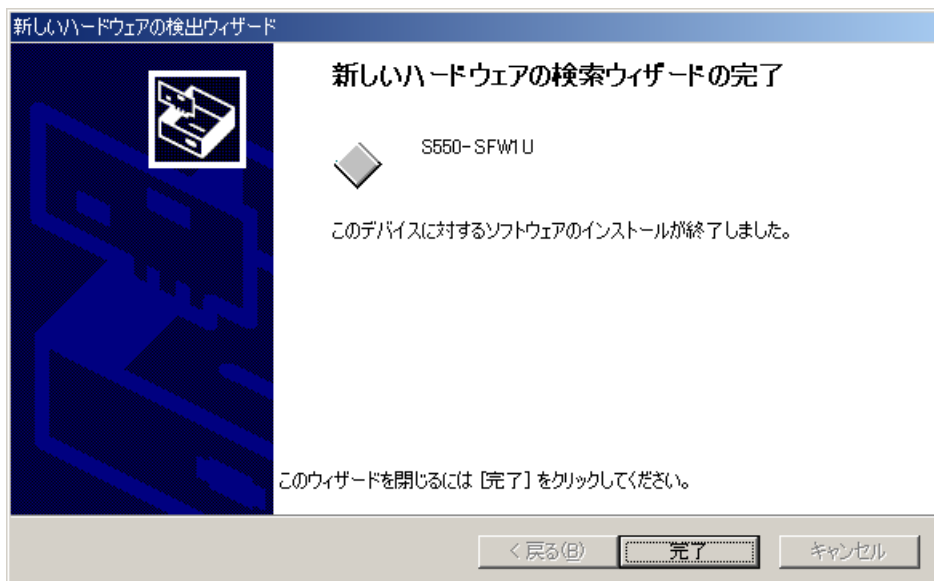 新しいハードウェアの検出ウィザード
新しいハードウェアの検索ウィザードの完了
S550-SFW1U
このデバイスに対するソフトウェアのインストールが終了しました。
このウィザードを閉じるには [完了] をクリックしてください。
< 戻る(B)
完了
キャンセル